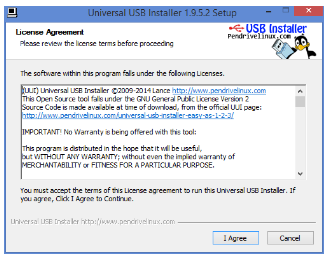 Universal USB Installer 1.9.5.2 Setup
License Agreement
Please review the license terms before proceeding
USB Installer
Pendrivelinux.com
The software within this program falls under the following Licenses.
(UUI) Universal USB Installer ©2009-2014 Lance http://www.pendrivelinux.com
This Open Source tool falls under the GNU General Public License Version 2
Source Code is made available at time of download, from the official UUI page:
http://www.pendrivelinux.com/universal-usb-installer-easy-as-1-2-3/
IMPORTANT! No Warranty is being offered with this tool:
This program is distributed in the hope that it will be useful,
but WITHOUT ANY WARRANTY; without even the implied warranty of
MERCHANTABILITY or FITNESS FOR A PARTICULAR PURPOSE.
You must accept the terms of this License agreement to run this Universal USB Installer. If
you agree, Click I Agree to Continue.
Universal USB Installer http://www.pendrivelinux.com
I Agree
Cancel